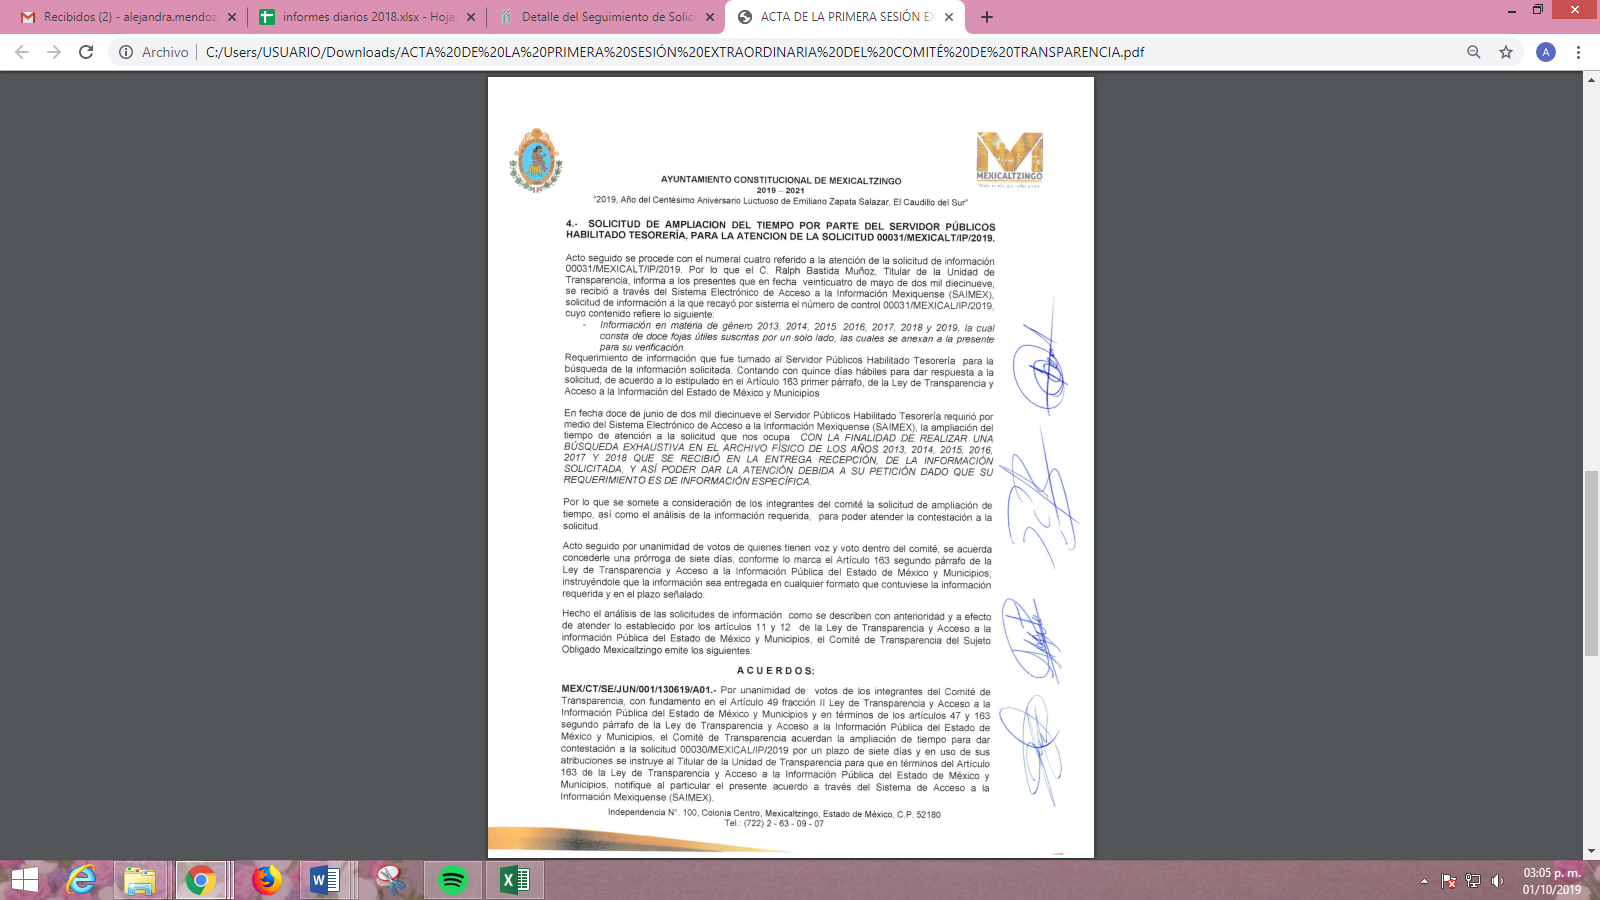 Recibidos (2) - alejandra.mendoz
informes diarios 2018.xlsx - Hoja
Detalle del Seguimiento de Solic
ACTA DE LA PRIMERA SESIÓN EX
Archivo
C:/Users/USUARIO/Downloads/ACTA%20DE%20LA%20PRIMERA%20SESIÓN%20EXTRAORDINARIA%20DEL%20COMITÉ%20DE%20TRANSPARENCIA.pdf
A
M
MEXICALTZINGO
AYUNTAMIENTO CONSTITUCIONAL DE MEXICALTZINGO
2019 – 2021
"2019, Año del Centésimo Aniversario Luctuoso de Emiliano Zapata Salazar, El Caudillo del Sur"
4.- SOLICITUD DE AMPLIACION DEL TIEMPO POR PARTE DEL SERVIDOR PÚBLICOS
HABILITADO TESORERÍA, PARA LA ATENCION DE LA SOLICITUD 00031/MEXICALT/IP/2019.
Acto seguido se procede con el numeral cuatro referido a la atención de la solicitud de información
00031/MEXICALT/IP/2019. Por lo que el C. Ralph Bastida Muñoz, Titular de la Unidad de
Transparencia, informa a los presentes que en fecha veinticuatro de mayo de dos mil diecinueve,
se recibió a través del Sistema Electrónico de Acceso a la Información Mexiquense (SAIMEX),
solicitud de información a la que recayó por sistema el número de control 00031/MEXICAL/IP/2019,
cuyo contenido refiere lo siguiente:
- Información en materia de género 2013, 2014, 2015. 2016, 2017, 2018 y 2019, la cual
consta de doce fojas útiles suscritas por un solo lado, las cuales se anexan a la presente
para su verificación.
Requerimiento de información que fue turnado al Servidor Públicos Habilitado Tesorería para la
búsqueda de la información solicitada. Contando con quince días hábiles para dar respuesta a la
solicitud, de acuerdo a lo estipulado en el Artículo 163 primer párrafo, de la Ley de Transparencia y
Acceso a la Información del Estado de México y Municipios
En fecha doce de junio de dos mil diecinueve el Servidor Públicos Habilitado Tesorería requirió por
medio del Sistema Electrónico de Acceso a la Información Mexiquense (SAIMEX), la ampliación del
tiempo de atención a la solicitud que nos ocupa CON LA FINALIDAD DE REALIZAR UNA
BÚSQUEDA EXHAUSTIVA EN EL ARCHIVO FÍSICO DE LOS AÑOS 2013, 2014, 2015, 2016,
2017 Y 2018 QUE SE RECIBIÓ EN LA ENTREGA RECEPCIÓN, DE LA INFORMACIÓN
SOLICITADA, Y ASÍ PODER DAR LA ATENCIÓN DEBIDA A SU PETICIÓN DADO QUE SU
REQUERIMIENTO ES DE INFORMACIÓN ESPECÍFICA.
Por lo que se somete a consideración de los integrantes del comité la solicitud de ampliación de
tiempo, así como el análisis de la información requerida, para poder atender la contestación a la
solicitud.
Acto seguido por unanimidad de votos de quienes tienen voz y voto dentro del comité, se acuerda
concederle una prórroga de siete días, conforme lo marca el Artículo 163 segundo párrafo de la
Ley de Transparencia y Acceso a la Información Pública del Estado de México y Municipios;
instruyéndole que la información sea entregada en cualquier formato que contuviese la información
requerida y en el plazo señalado.
Hecho el análisis de las solicitudes de información como se describen con anterioridad y a efecto
de atender lo establecido por los artículos 11 y 12 de la Ley de Transparencia y Acceso a la
información Pública del Estado de México y Municipios, el Comité de Transparencia del Sujeto
Obligado Mexicaltzingo emite los siguientes:
A C U E R D O S:
MEX/CT/SE/JUN/001/130619/A01.- Por unanimidad de votos de los integrantes del Comité de
Transparencia, con fundamento en el Artículo 49 fracción II Ley de Transparencia y Acceso a la
Información Pública del Estado de México y Municipios y en términos de los artículos 47 y 163
segundo párrafo de la Ley de Transparencia y Acceso a la Información Pública del Estado de
México y Municipios, el Comité de Transparencia acuerdan la ampliación de tiempo para dar
contestación a la solicitud 00030/MEXICAL/IP/2019 por un plazo de siete días y en uso de sus
atribuciones se instruye al Titular de la Unidad de Transparencia para que en términos del Artículo
163 de la Ley de Transparencia y Acceso a la Información Pública del Estado de México y
Municipios, notifique al particular el presente acuerdo a través del Sistema de Acceso a la
Información Mexiquense (SAIMEX).
Independencia N°. 100, Colonia Centro, Mexicaltzingo, Estado de México, C.P. 52180
Tel.: (722) 2 - 63 - 09 - 07
03:05 p. m.
01/10/2019